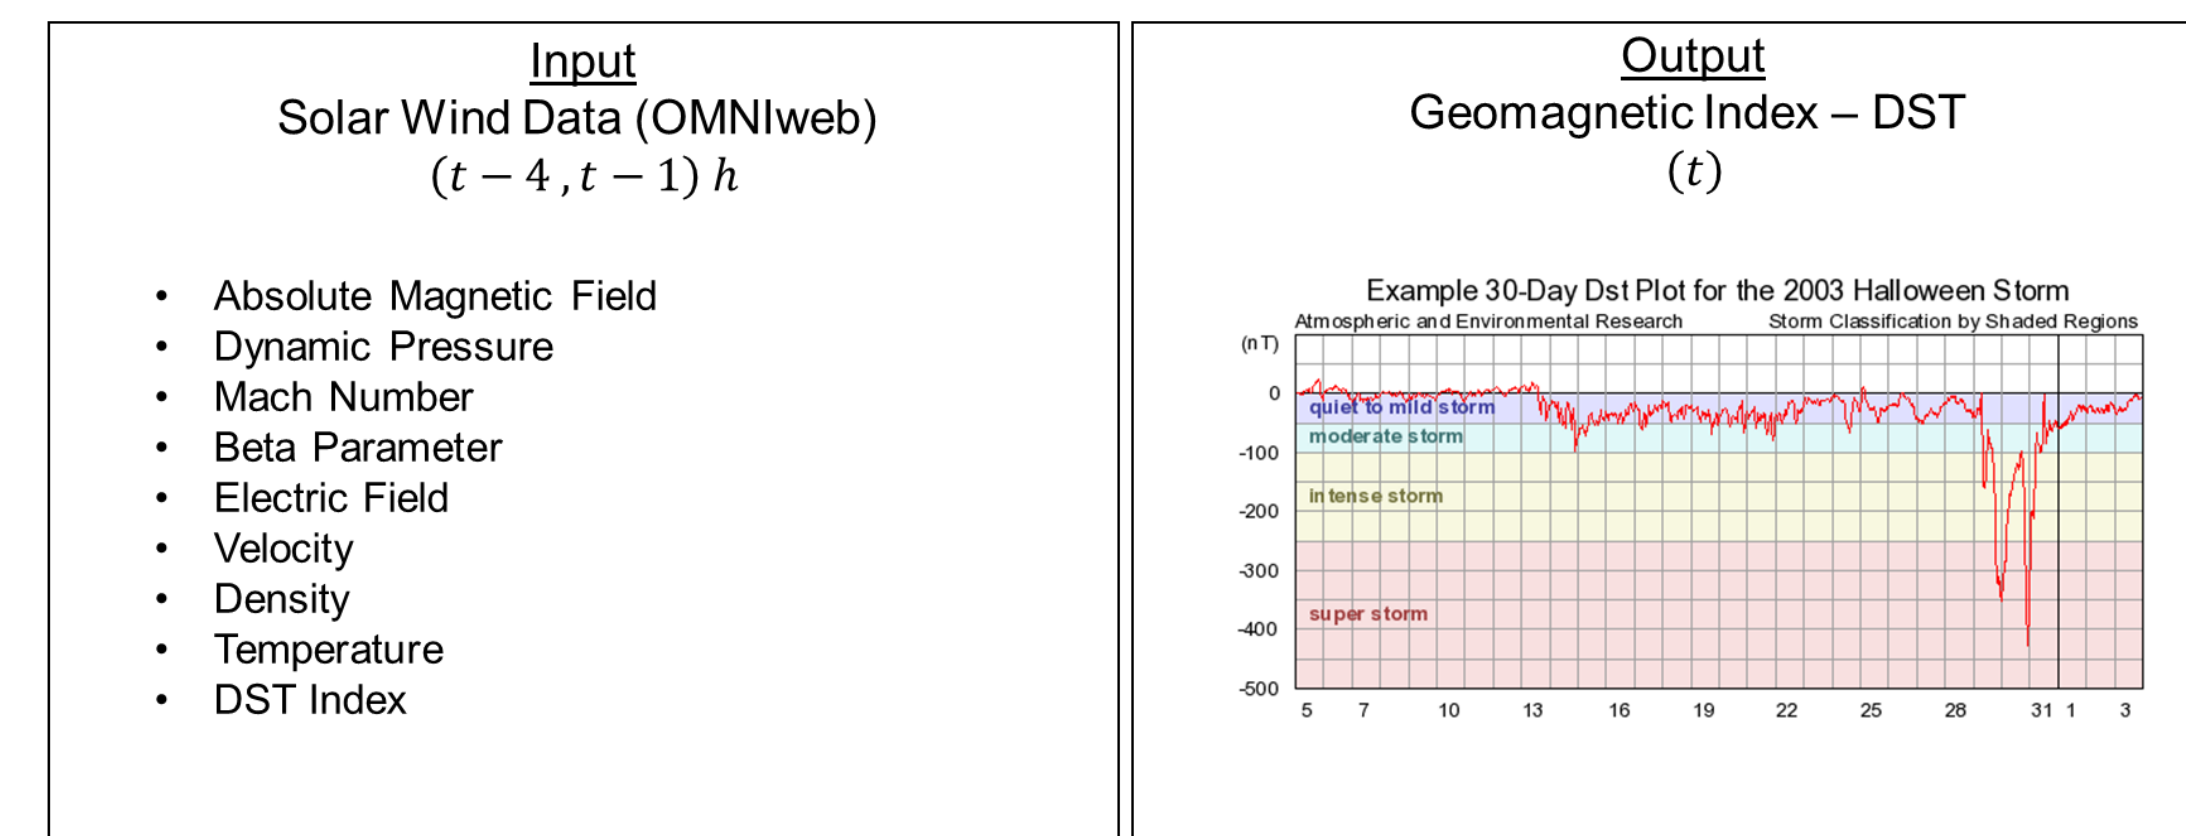 Input
Solar Wind Data (OMNIweb)
(t − 4 , t − 1) h
• Absolute Magnetic Field
• Dynamic Pressure
• Mach Number
• Beta Parameter
• Electric Field
• Velocity
• Density
• Temperature
• DST Index
Output
Geomagnetic Index – DST
(t)
Example 30-Day Dst Plot for the 2003 Halloween Storm
Atmospheric and Environmental Research Storm Classification by Shaded Regions
(nT)
0
quiet to mild storm
moderate storm
-100
intense storm
-200
-300
super storm
-400
-500
5 7 10 13 16 19 22 25 28 31 1 3